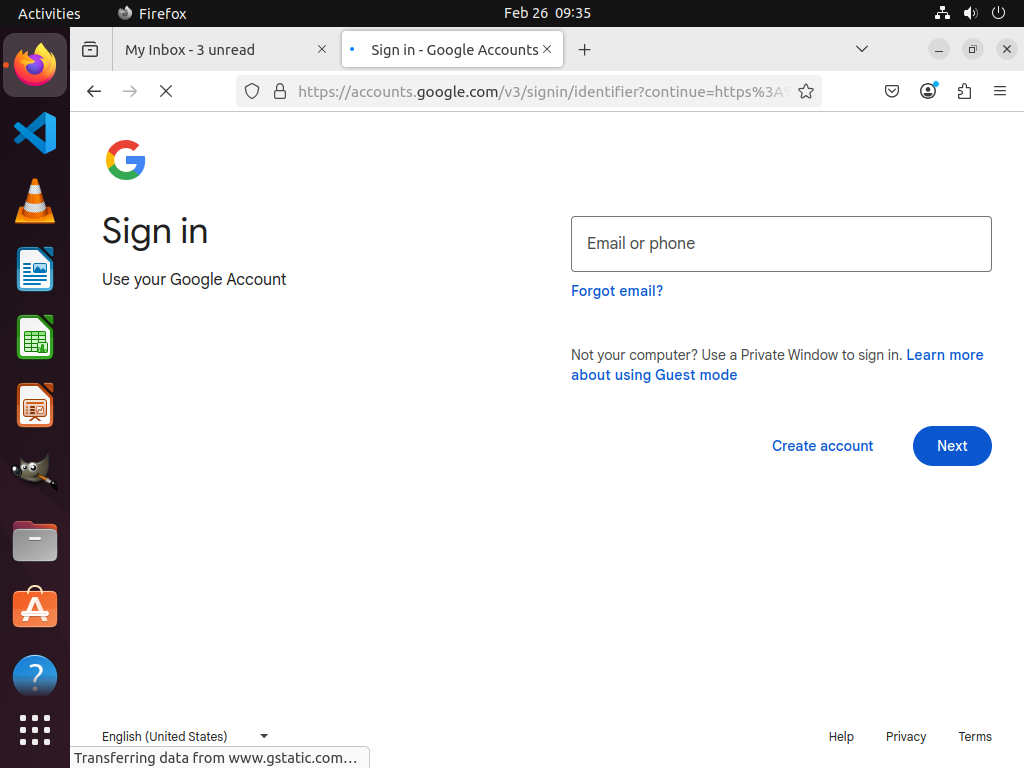 Activities Firefox Feb 26 09:35
My Inbox - 3 unread Sign in - Google Accounts
https://accounts.google.com/v3/signin/identifier?continue=https%3A%
Sign in
Use your Google Account
Email or phone
Forgot email?
Not your computer? Use a Private Window to sign in. Learn more
about using Guest mode
Create account Next
English (United States) Help Privacy Terms
Transferring data from www.gstatic.com…